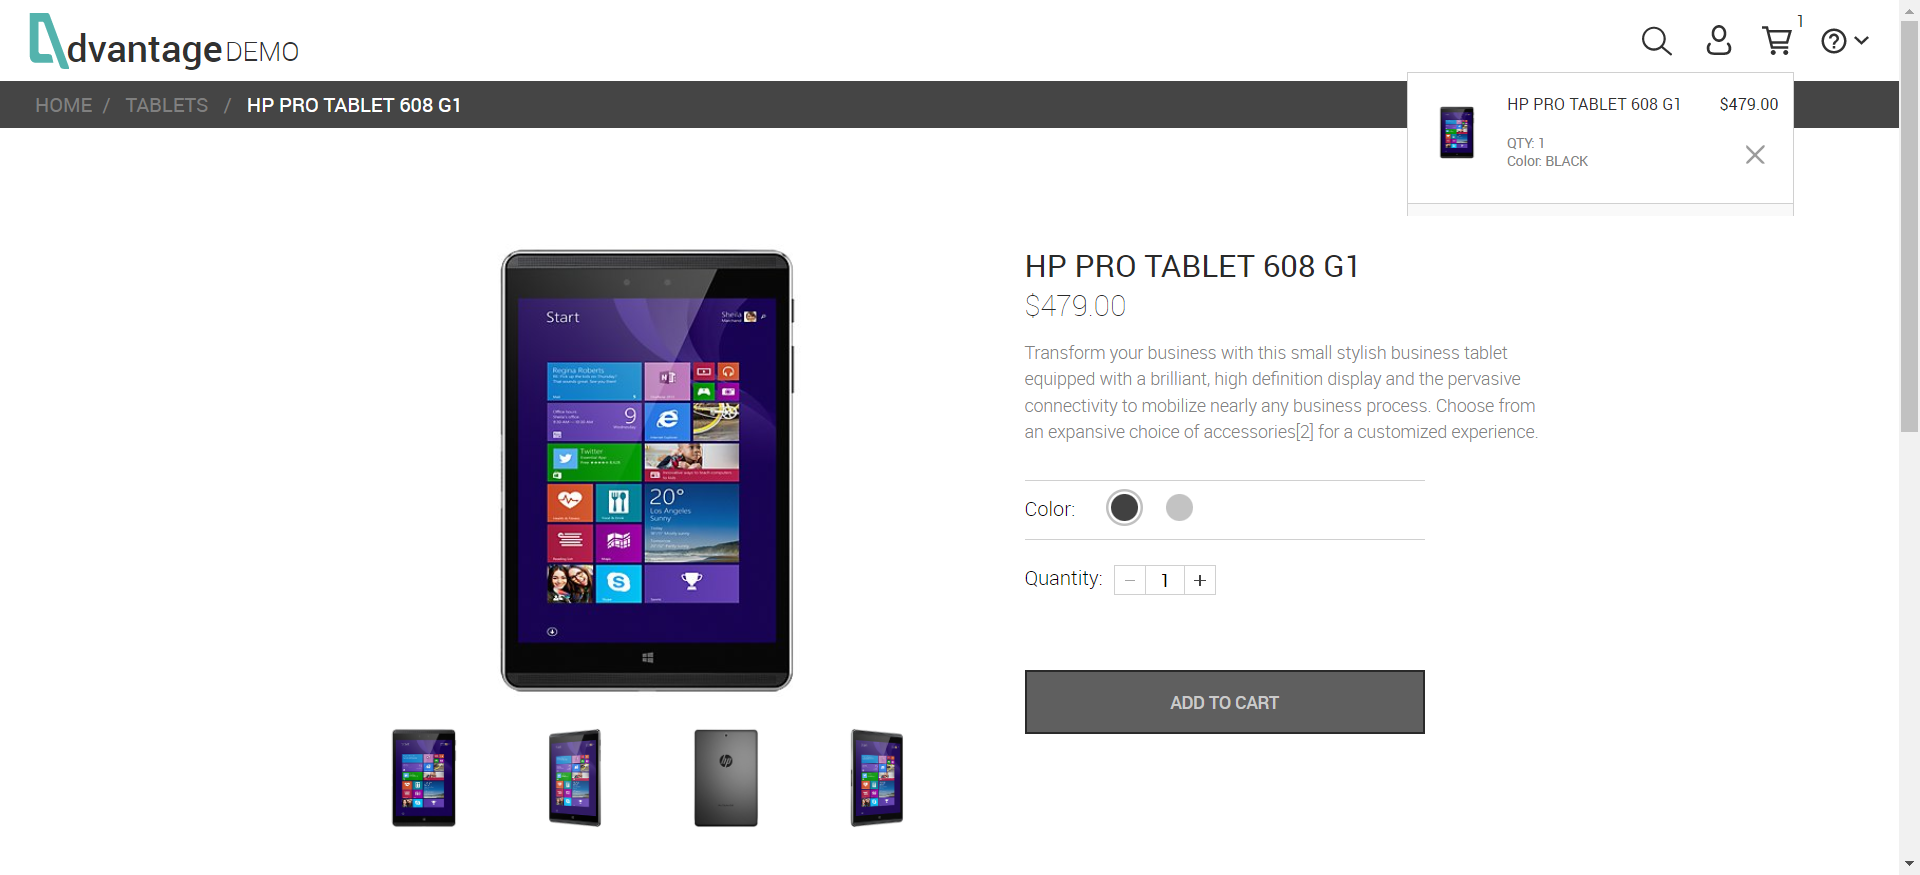 dvantage DEMO
1
HOME / TABLETS / HP PRO TABLET 608 G1
HP PRO TABLET 608 G1 $479.00
QTY: 1
Color: BLACK
HP PRO TABLET 608 G1
$479.00
Transform your business with this small stylish business tablet
equipped with a brilliant, high definition display and the pervasive
connectivity to mobilize nearly any business process. Choose from
an expansive choice of accessories[2] for a customized experience.
Color:
Quantity: − 1 +
ADD TO CART
Start
Sheila
Regina Roberts
9
Wednesday
Twitter
20°
Los Angeles
Sunny
hp